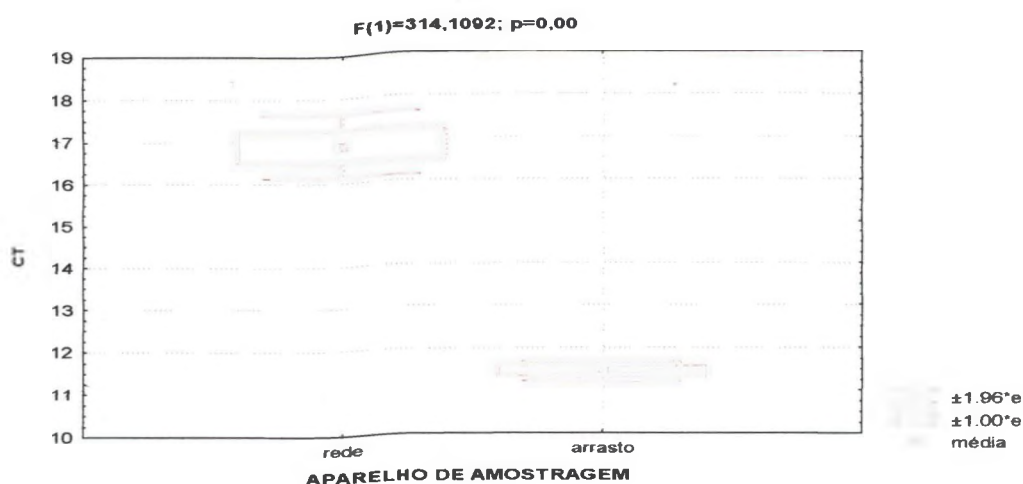 F(1)=314,1092; p=0,00
19
18
17
16
15
14
13
12
11
10
CT
rede arrasto
APARELHO DE AMOSTRAGEM
±1.96*e
±1.00*e
média